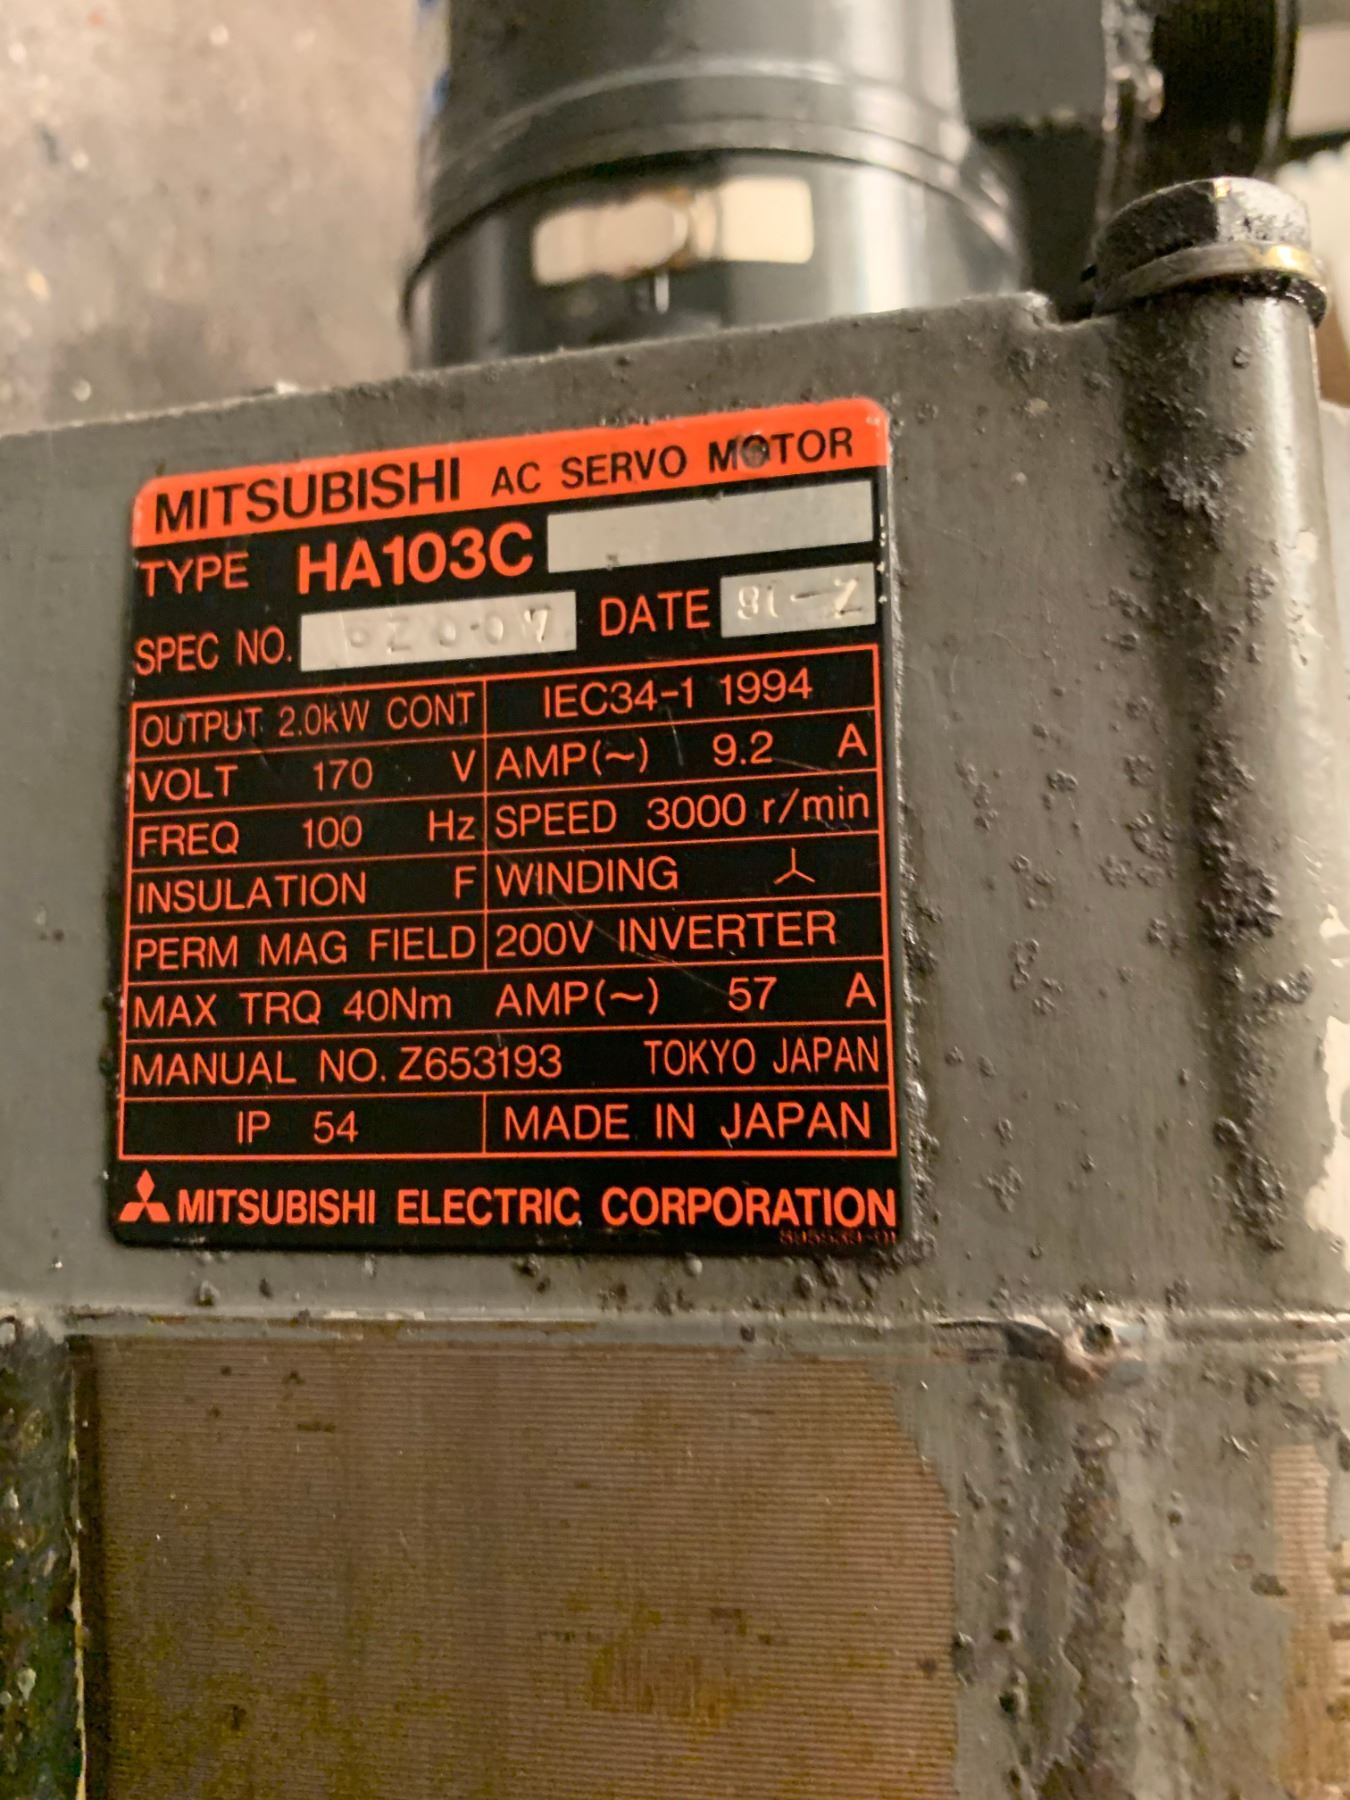 MITSUBISHI AC SERVO MOTOR
TYPE HA103C
SPEC NO. DATE
OUTPUT 2.0kW CONT IEC34-1 1994
VOLT 170 V AMP(~) 9.2 A
FREQ 100 Hz SPEED 3000 r/min
INSULATION F WINDING
PERM MAG FIELD 200V INVERTER
MAX TRQ 40Nm AMP(~) 57 A
MANUAL NO. Z653193 TOKYO JAPAN
IP 54 MADE IN JAPAN
MITSUBISHI ELECTRIC CORPORATION